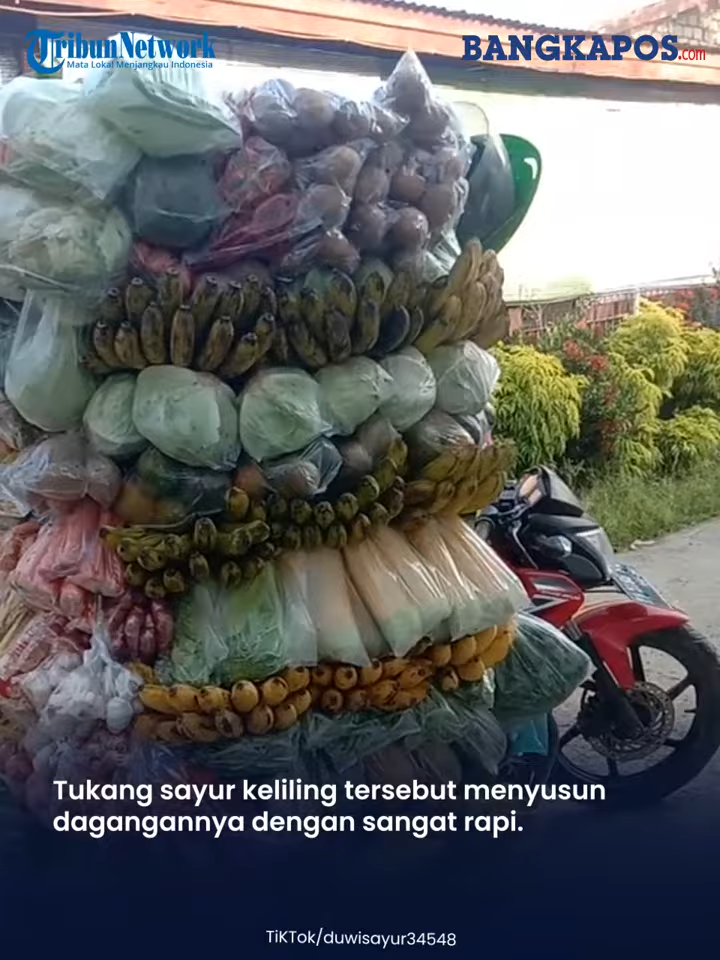 TribunNetwork
Mata Lokal Menjangkau Indonesia
BANGKAPOS.com
Tukang sayur keliling tersebut menyusun
dagangannya dengan sangat rapi.
TiKTok/duwisayur34548